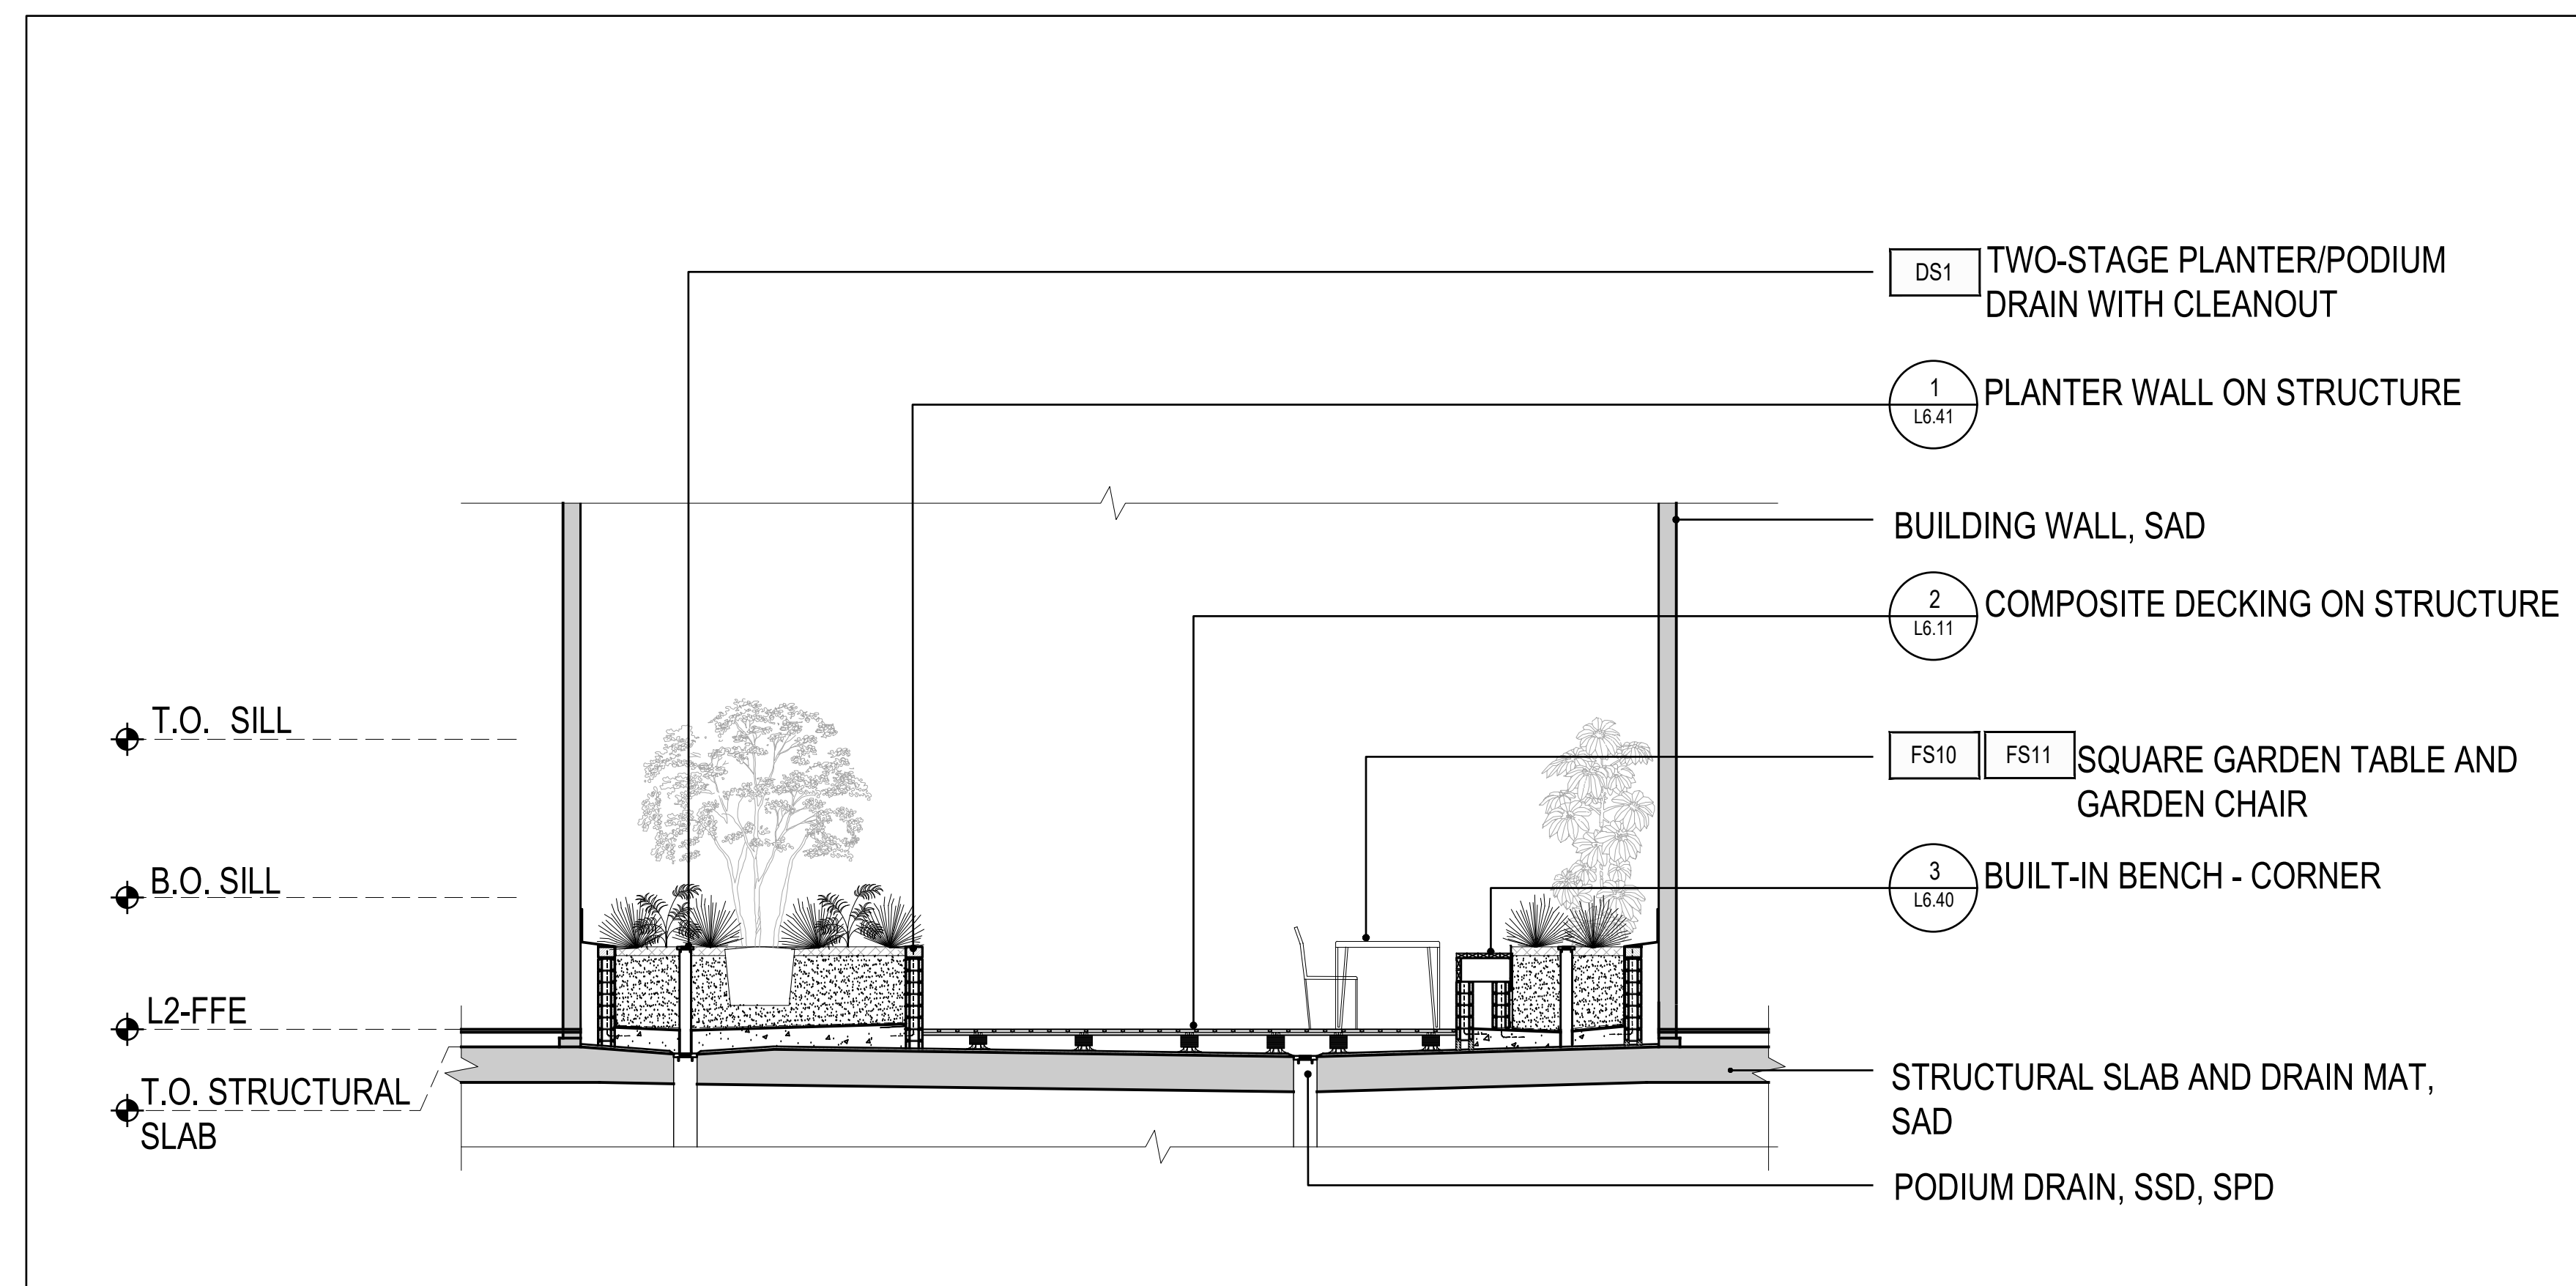 DS1 TWO-STAGE PLANTER/PODIUM
DRAIN WITH CLEANOUT
1
L6.41
PLANTER WALL ON STRUCTURE
BUILDING WALL, SAD
2
L6.11
COMPOSITE DECKING ON STRUCTURE
T.O. SILL
FS10 FS11 SQUARE GARDEN TABLE AND
GARDEN CHAIR
B.O. SILL
3
L6.40
BUILT-IN BENCH - CORNER
L2-FFE
T.O. STRUCTURAL
SLAB
STRUCTURAL SLAB AND DRAIN MAT,
SAD
PODIUM DRAIN, SSD, SPD